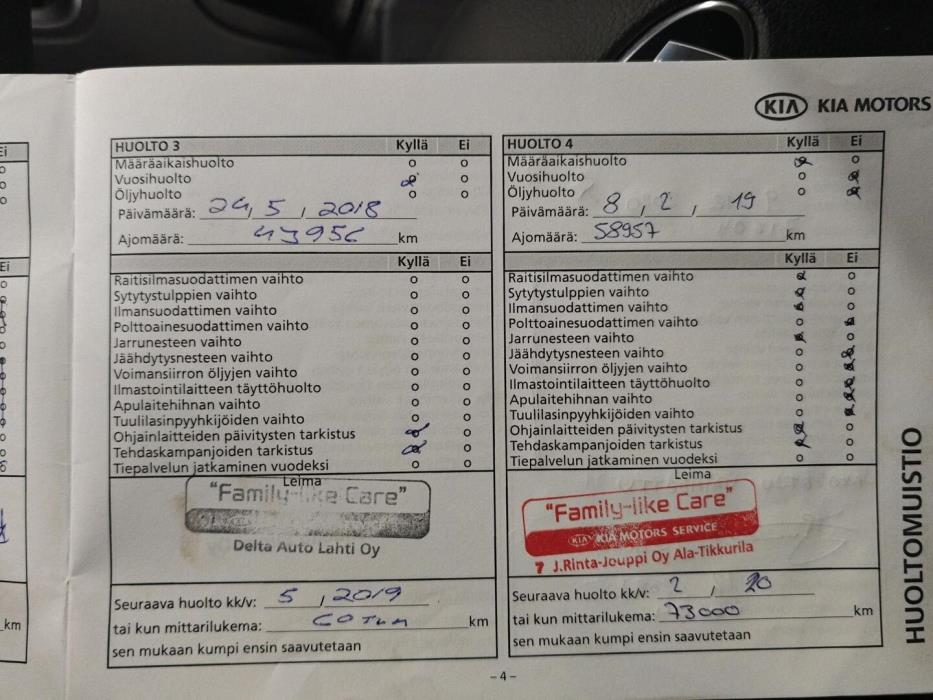 KIA KIA MOTORS
HUOLTO 3 Kyllä Ei
Määräaikaishuolto
Vuosihuolto
Öljyhuolto
Päivämäärä: 24, 5, 2018
Ajomäärä: 43956 km
Kyllä Ei
Raitisilmasuodattimen vaihto
Sytytystulppien vaihto
Ilmansuodattimen vaihto
Polttoainesuodattimen vaihto
Jarrunesteen vaihto
Jäähdytysnesteen vaihto
Voimansiirron öljyjen vaihto
Ilmastointilaitteen täyttöhuolto
Apulaitehihnan vaihto
Tuulilasinpyyhkijöiden vaihto
Ohjainlaitteiden päivitysten tarkistus
Tehdaskampanjoiden tarkistus
Tiepalvelun jatkaminen vuodeksi
Leima
"Family-like Care"
Delta Auto Lahti Oy
Seuraava huolto kk/v: 5, 2019
tai kun mittarilukema: 60 km
sen mukaan kumpi ensin saavutetaan
HUOLTO 4 Kyllä Ei
Määräaikaishuolto
Vuosihuolto
Öljyhuolto
Päivämäärä: 8, 2, 19
Ajomäärä: 58957 km
Kyllä Ei
Raitisilmasuodattimen vaihto
Sytytystulppien vaihto
Ilmansuodattimen vaihto
Polttoainesuodattimen vaihto
Jarrunesteen vaihto
Jäähdytysnesteen vaihto
Voimansiirron öljyjen vaihto
Ilmastointilaitteen täyttöhuolto
Apulaitehihnan vaihto
Tuulilasinpyyhkijöiden vaihto
Ohjainlaitteiden päivitysten tarkistus
Tehdaskampanjoiden tarkistus
Tiepalvelun jatkaminen vuodeksi
Leima
"Family-like Care"
KIA KIA MOTORS SERVICE
7 J.Rinta-Jouppi Oy Ala-Tikkurila
Seuraava huolto kk/v: 2, 20
tai kun mittarilukema: 73000 km
sen mukaan kumpi ensin saavutetaan
HUOLTOMUISTIO
- 4 -
Ei
Ei
km